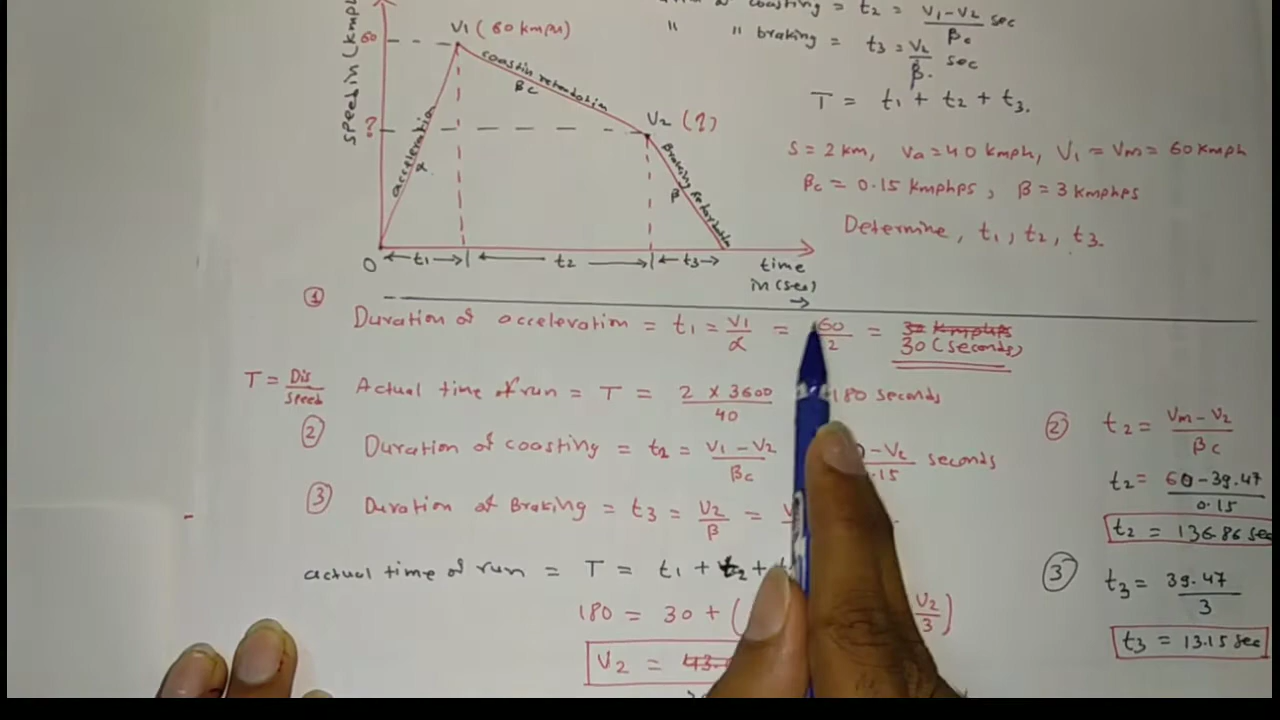 coasting = t2 = V1-V2/βc sec
" " braking = t3 = V2/β. sec
T = t1 + t2 + t3.
S = 2 km, Va = 40 kmph, V1 = Vm = 60 kmph
βc = 0.15 kmphps, β = 3 kmphps
Determine, t1, t2, t3.
speed in (kmp
60
V1 (60 kmph)
coastin retardation
βc
acceleration
α
?
V2 (?)
Braking
β
0
t1
t2
t3
time
in (sec)
① Duration of acceleration = t1 = V1/α = 60/2 = 30 (seconds)
T = Dis/Speed Actual time of run = T = 2 x 3600/40 180 seconds
② Duration of coasting = t2 = V1 - V2/βc - V2/ seconds
③ Duration of Braking = t3 = V2/β =
actual time of run = T = t1 + t2 +
180 = 30 + ( V2/3 )
V2 =
② t2 = Vm - V2/βc
t2 = 60 - 39.47/0.15
t2 = 136.86 sec
③ t3 = 39.47/3
t3 = 13.15 sec